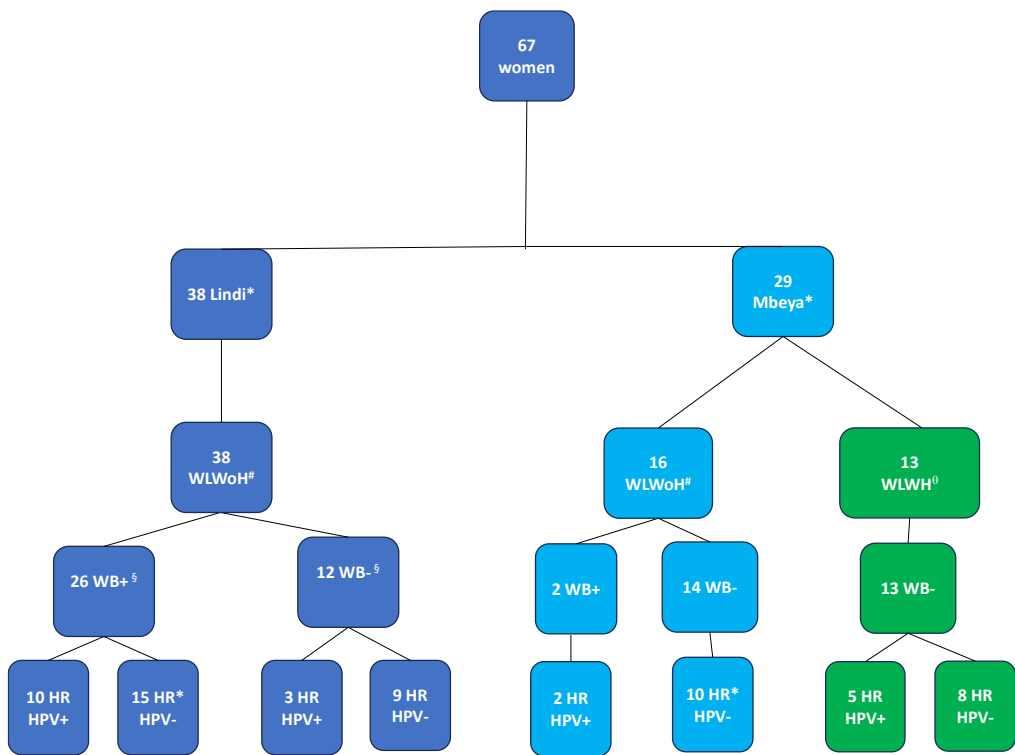 67
women
38 Lindi*
29
Mbeya*
38
WLWoH#
16
WLWoH#
13
WLWHθ
26 WB+ §
12 WB- §
2 WB+
14 WB-
13 WB-
10 HR
HPV+
15 HR*
HPV-
3 HR
HPV+
9 HR
HPV-
2 HR
HPV+
10 HR*
HPV-
5 HR
HPV+
8 HR
HPV-